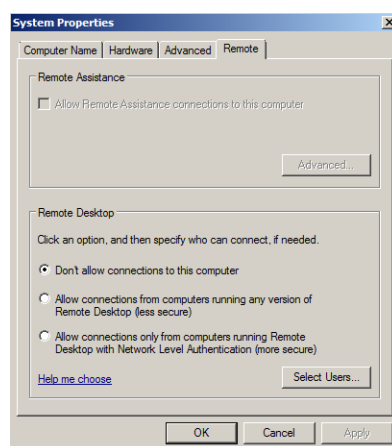 System Properties
Computer Name Hardware Advanced Remote
Remote Assistance
Allow Remote Assistance connections to this computer
Advanced...
Remote Desktop
Click an option, and then specify who can connect, if needed.
Don't allow connections to this computer
Allow connections from computers running any version of
Remote Desktop (less secure)
Allow connections only from computers running Remote
Desktop with Network Level Authentication (more secure)
Help me choose Select Users...
OK Cancel Apply